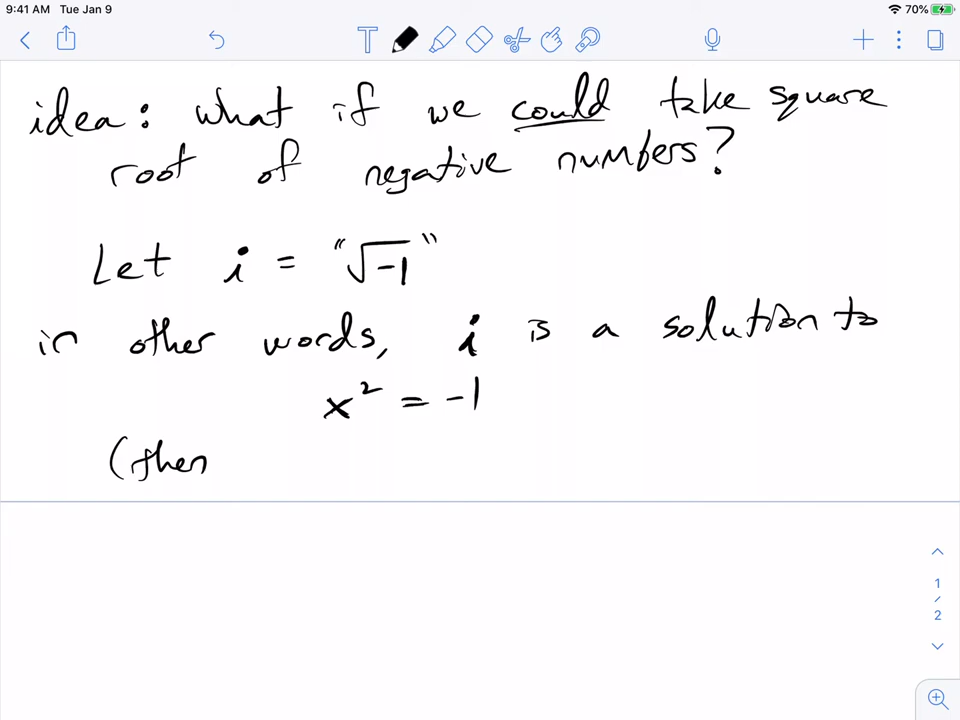 9:41 AM Tue Jan 9
70%
T
idea: what if we could take square
root of negative numbers?
Let i = "√-1"
in other words, i is a solution to
x² = -1
(then
1
/
2